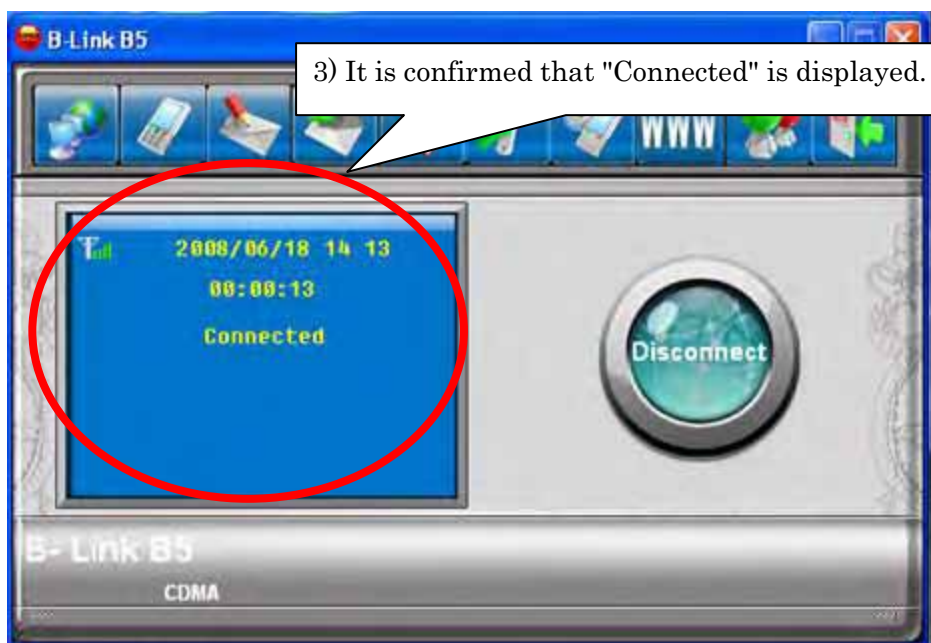 B-Link B5
3) It is confirmed that "Connected" is displayed.
WWW
2008/06/18 14 13
00:00:13
Connected
Disconnect
B- Link B5
CDMA